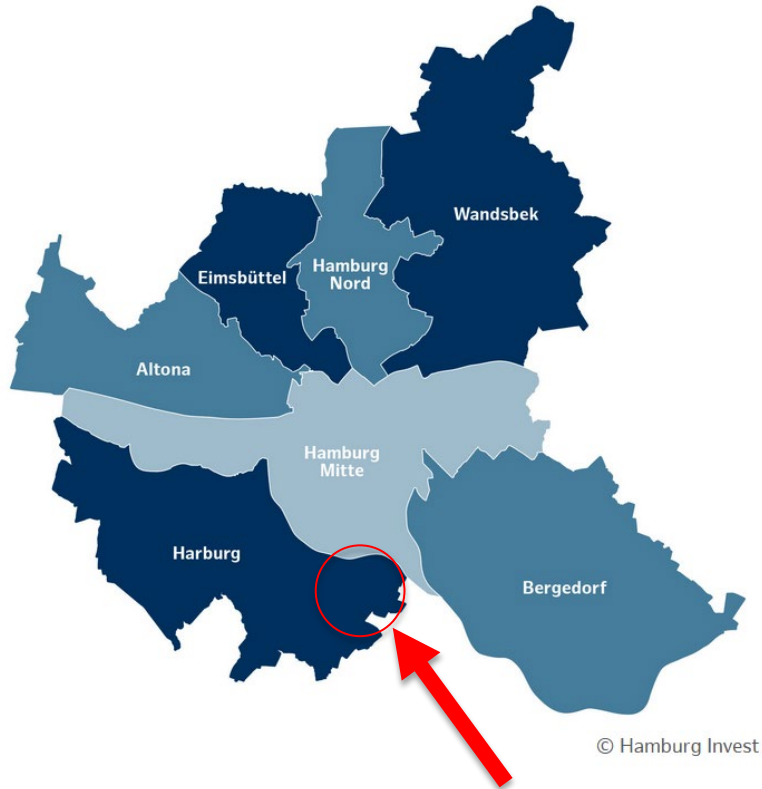 Wandsbek
Eimsbüttel
Hamburg
Nord
Altona
Hamburg
Mitte
Harburg
Bergedorf
© Hamburg Invest